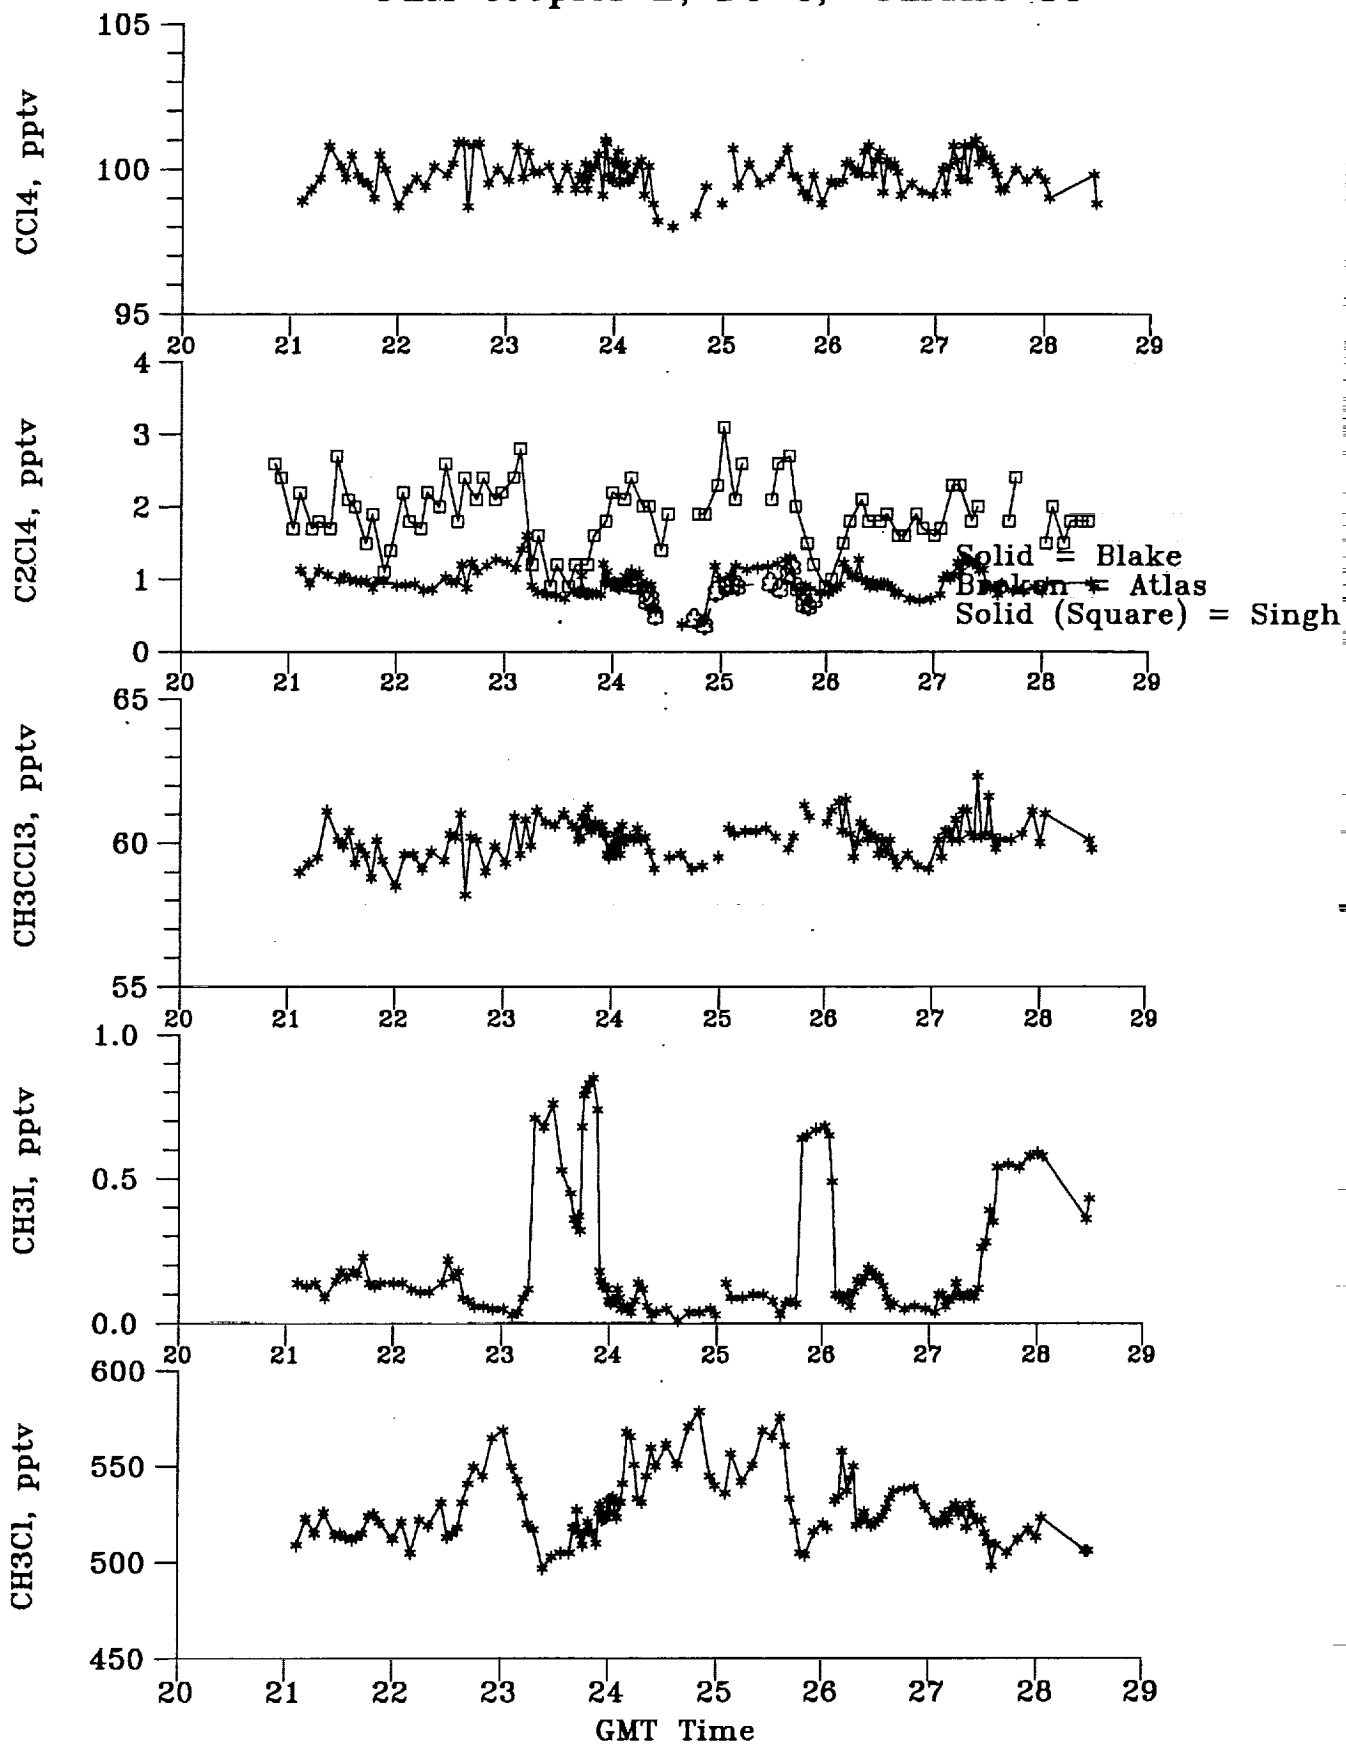 105
100
95
CCl4, pptv
20 21 22 23 24 25 26 27 28 29
4
3
2
1
0
C2Cl4, pptv
Solid = Blake
Broken = Atlas
Solid (Square) = Singh
20 21 22 23 24 25 26 27 28 29
65
60
55
CH3CCl3, pptv
20 21 22 23 24 25 26 27 28 29
1.0
0.5
0.0
CH3I, pptv
20 21 22 23 24 25 26 27 28 29
600
550
500
450
CH3Cl, pptv
20 21 22 23 24 25 26 27 28 29
GMT Time